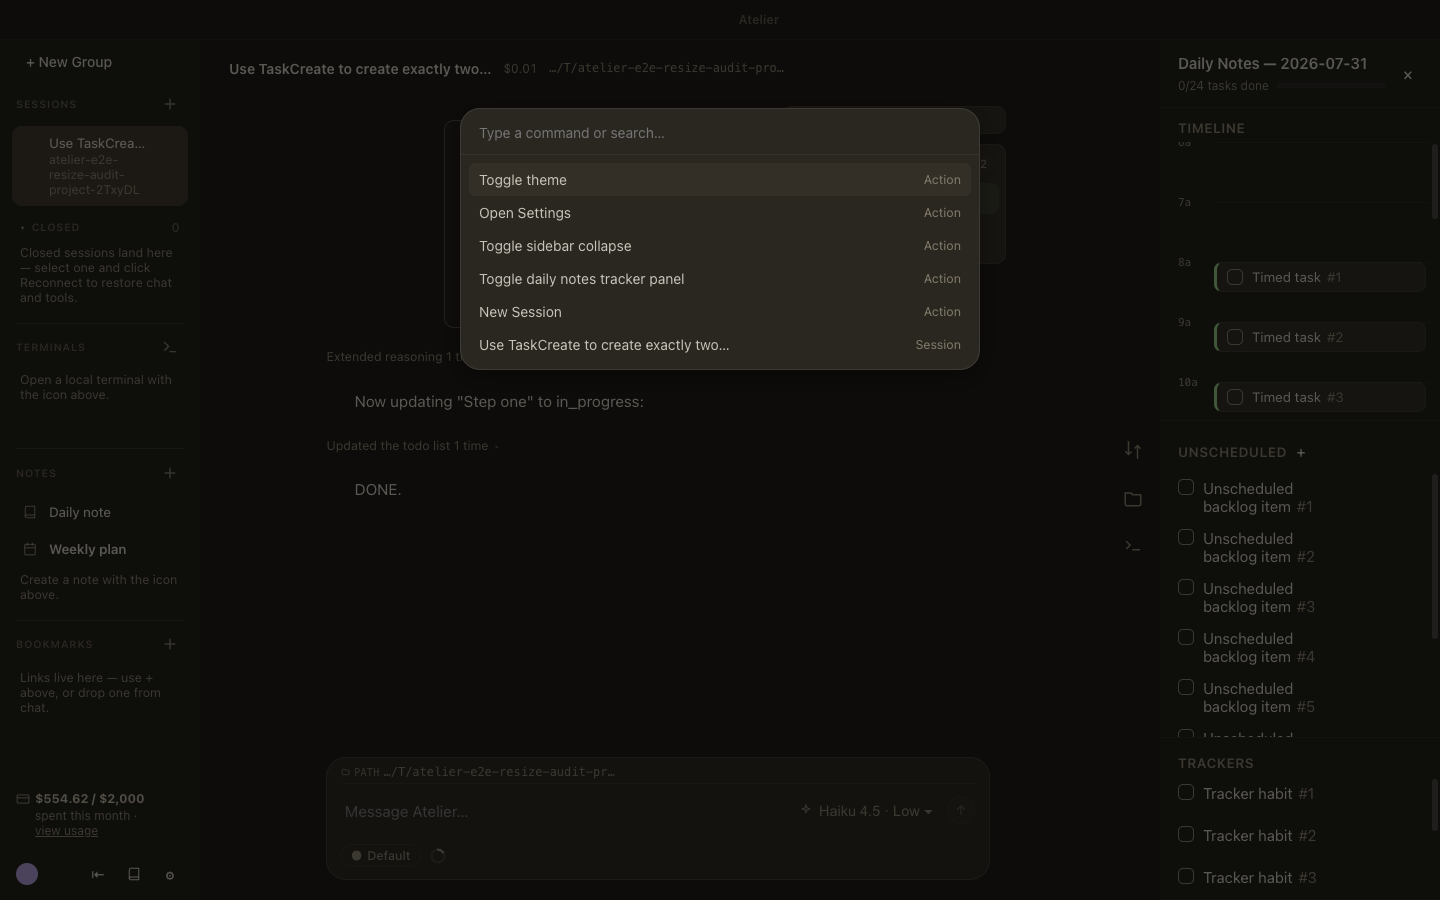 Atelier
+ New Group
SESSIONS
Use TaskCrea...
atelier-e2e-
resize-audit-
project-2TxyDL
CLOSED 0
Closed sessions land here
— select one and click
Reconnect to restore chat
and tools.
TERMINALS
Open a local terminal with
the icon above.
NOTES
Daily note
Weekly plan
Create a note with the icon
above.
BOOKMARKS
Links live here — use +
above, or drop one from
chat.
$554.62 / $2,000
spent this month ·
view usage
Use TaskCreate to create exactly two... $0.01 …/T/atelier-e2e-resize-audit-pro…
Type a command or search...
Toggle theme Action
Open Settings Action
Toggle sidebar collapse Action
Toggle daily notes tracker panel Action
New Session Action
Use TaskCreate to create exactly two... Session
2
Extended reasoning 1 t
Now updating "Step one" to in_progress:
Updated the todo list 1 time ·
DONE.
PATH …/T/atelier-e2e-resize-audit-pr…
Message Atelier...
Haiku 4.5 · Low
Default
Daily Notes — 2026-07-31
0/24 tasks done
TIMELINE
7a
8a
Timed task #1
9a
Timed task #2
10a
Timed task #3
UNSCHEDULED +
Unscheduled
backlog item #1
Unscheduled
backlog item #2
Unscheduled
backlog item #3
Unscheduled
backlog item #4
Unscheduled
backlog item #5
TRACKERS
Tracker habit #1
Tracker habit #2
Tracker habit #3